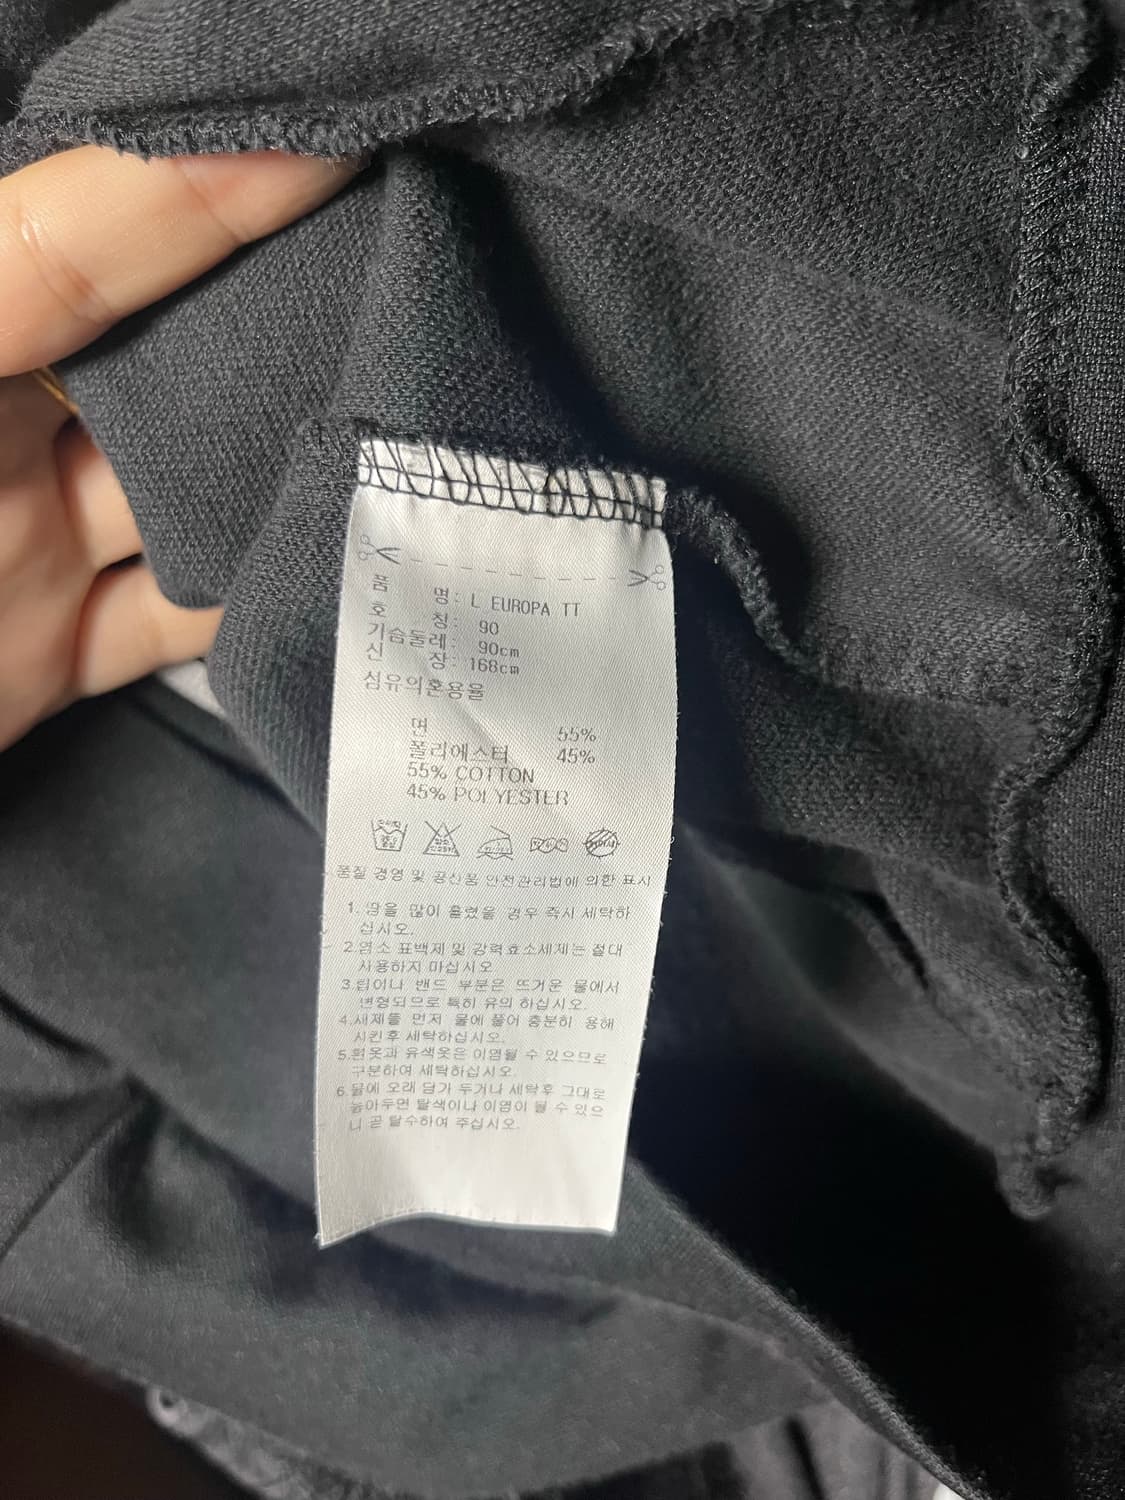 품 명: L EUROPA TT
호 칭: 90
가슴둘레: 90cm
신 장: 168cm
섬유의혼용율
면 55%
폴리에스터 45%
55% COTTON
45% POLYESTER
품질 경영 및 공산품 안전관리법에 의한 표시
1. 땀을 많이 흘렸을 경우 즉시 세탁하
십시오.
2.염소 표백제 및 강력효소세제는 절대
사용하지 마십시오
3.립이나 밴드 부분은 뜨거운 물에서
변형되므로 특히 유의 하십시오.
4.세제를 먼저 물에 풀어 충분히 용해
시킨후 세탁하십시오.
5.흰옷과 유색옷은 이염될 수 있으므로
구분하여 세탁하십시오.
6.물에 오래 담가 두거나 세탁후 그대로
놓아두면 탈색이나 이염이 될 수 있으
니 곧 탈수하여 주십시오.